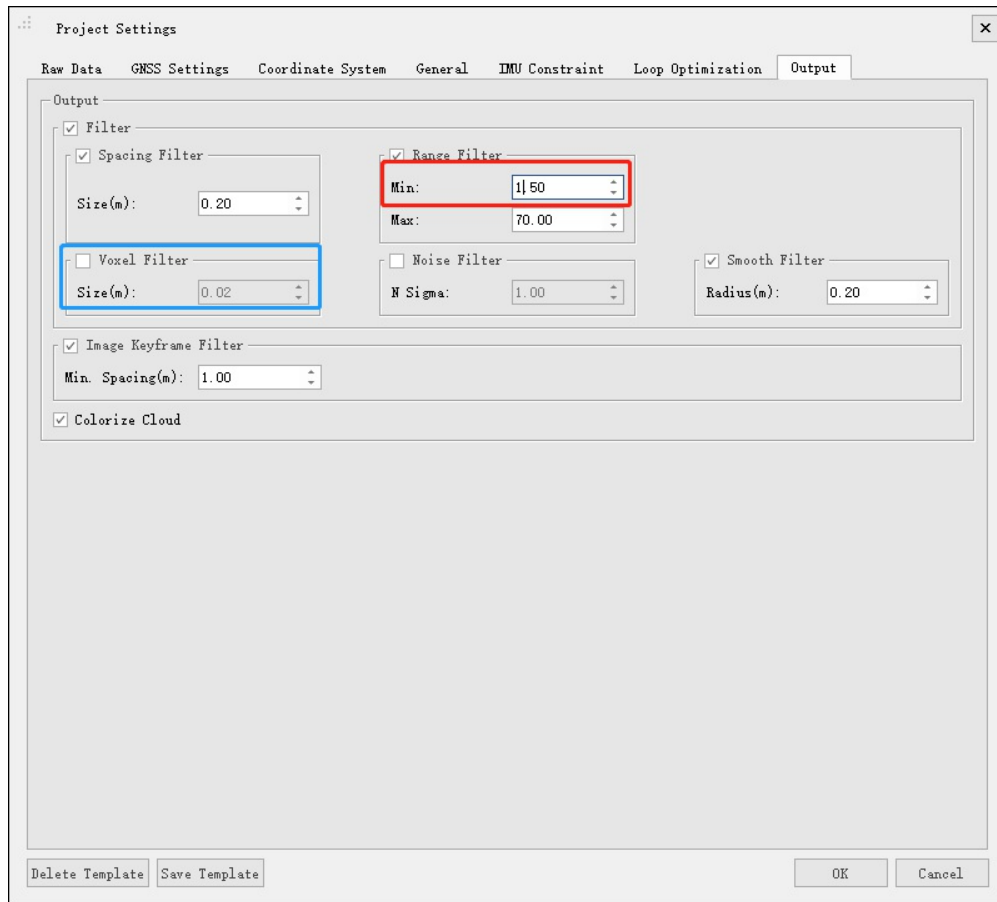 Project Settings
Raw Data GNSS Settings Coordinate System General IMU Constraint Loop Optimization Output
Output
Filter
Spacing Filter Range Filter
Min: 1.50
Size(m): 0.20
Max: 70.00
Voxel Filter Noise Filter Smooth Filter
Size(m): 0.02 N Sigma: 1.00 Radius(m): 0.20
Image Keyframe Filter
Min. Spacing(m): 1.00
Colorize Cloud
Delete Template Save Template OK Cancel